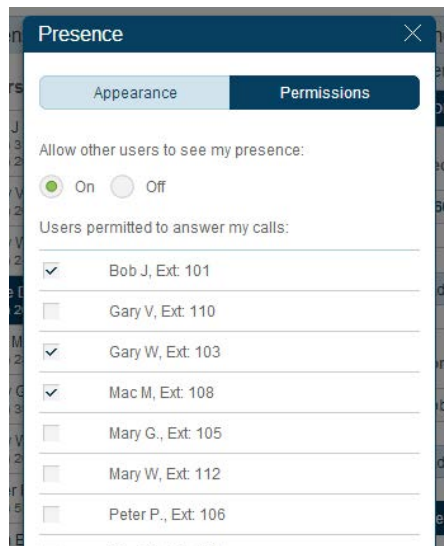 Presence
Appearance Permissions
Allow other users to see my presence:
On Off
Users permitted to answer my calls:
Bob J, Ext: 101
Gary V, Ext: 110
Gary W, Ext: 103
Mac M, Ext: 108
Mary G., Ext: 105
Mary W, Ext: 112
Peter P., Ext: 106